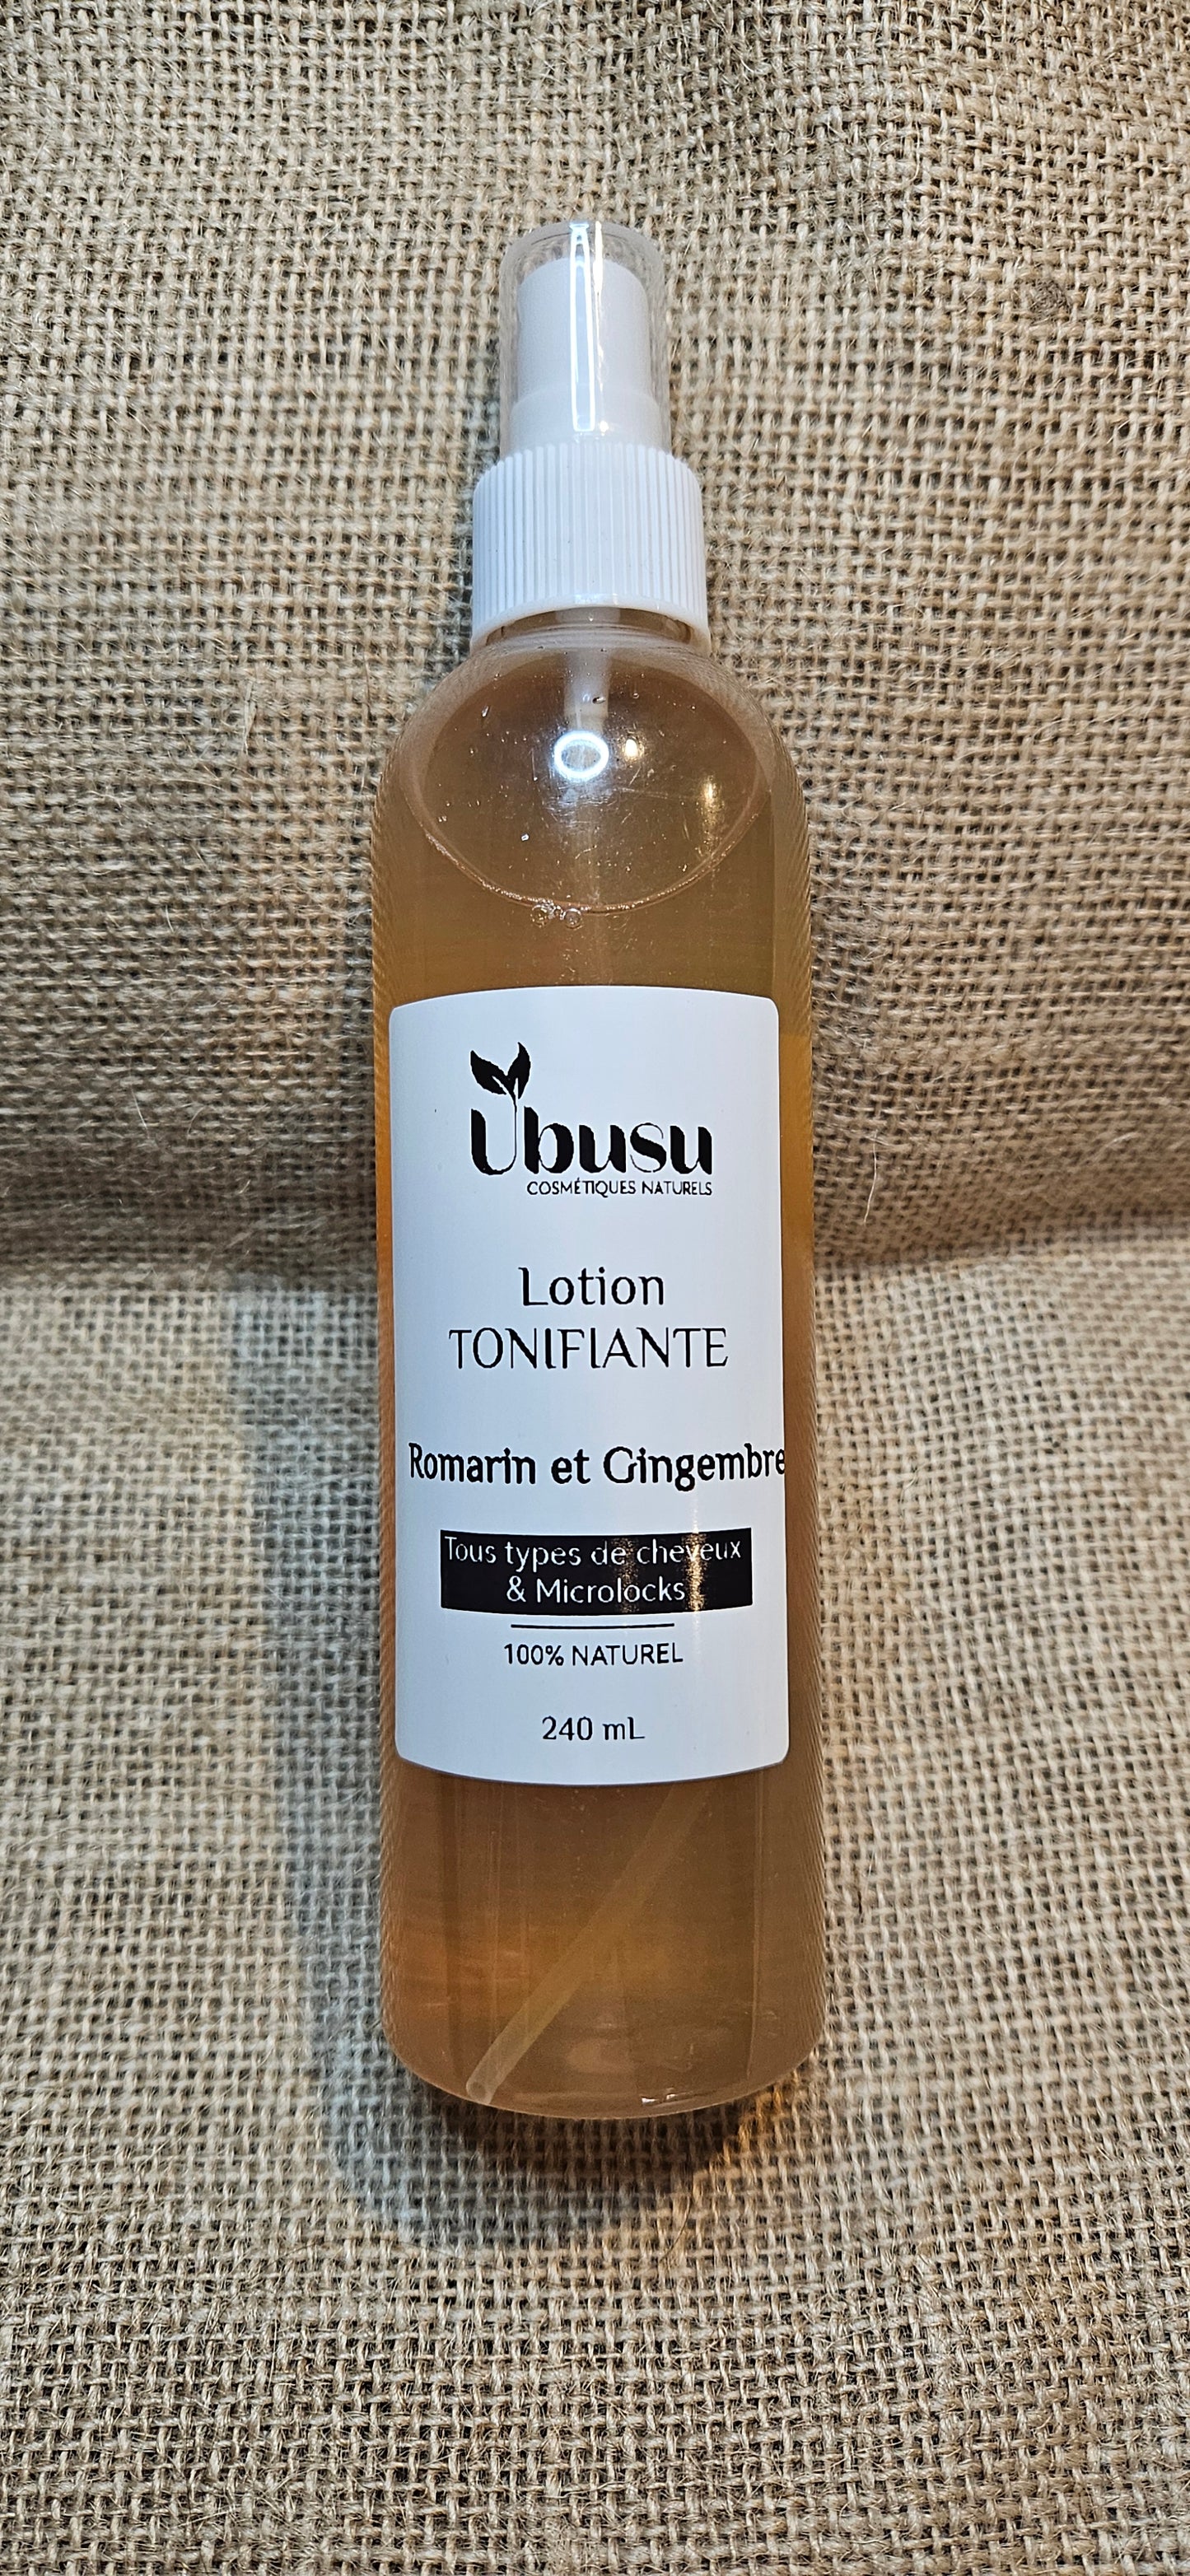 Ubusu
COSMÉTIQUES NATURELS
Lotion
TONIFIANTE
Romarin et Gingembre
Tous types de cheveux
& Microlocks
100% NATUREL
240 mL